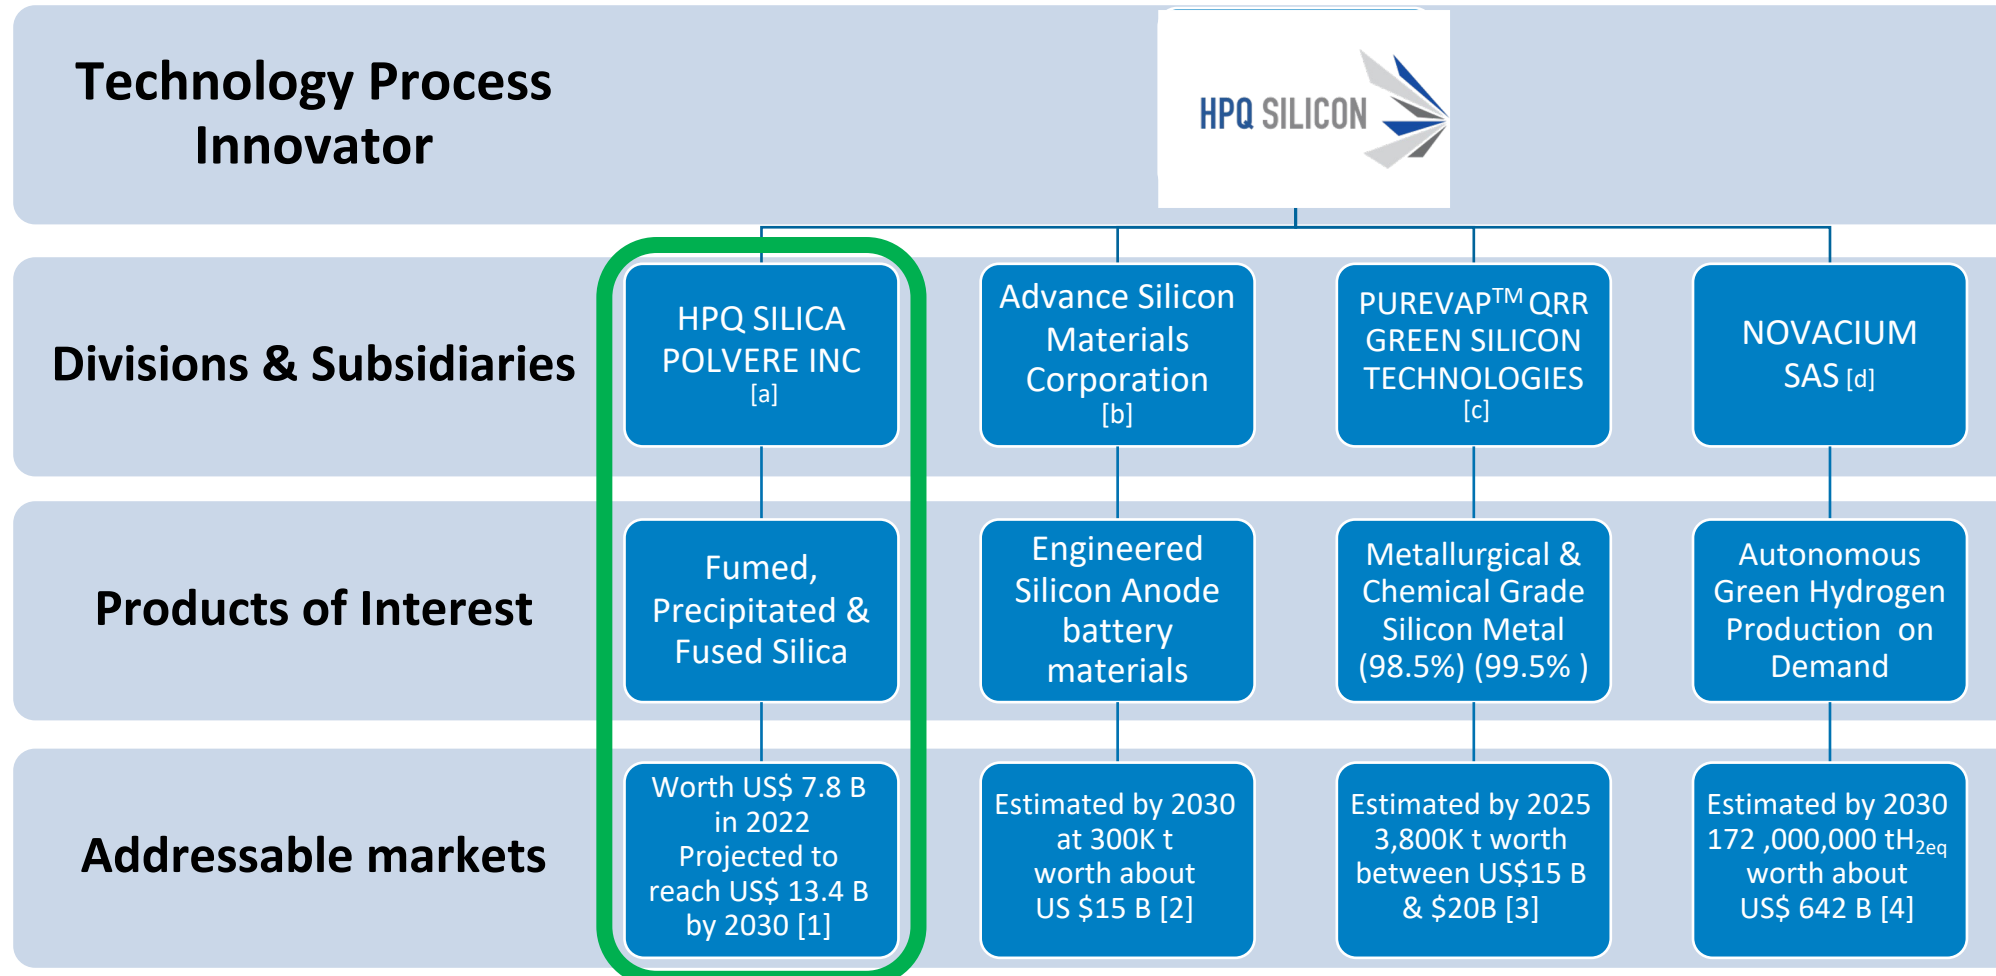 Technology Process
Innovator
HPQ SILICON
Divisions & Subsidiaries
HPQ SILICA
POLVERE INC
[a]
Advance Silicon
Materials
Corporation
[b]
PUREVAP™ QRR
GREEN SILICON
TECHNOLOGIES
[c]
NOVACIUM
SAS [d]
Products of Interest
Fumed,
Precipitated &
Fused Silica
Engineered
Silicon Anode
battery
materials
Metallurgical &
Chemical Grade
Silicon Metal
(98.5%) (99.5% )
Autonomous
Green Hydrogen
Production on
Demand
Addressable markets
Worth US$ 7.8 B
in 2022
Projected to
reach US$ 13.4 B
by 2030 [1]
Estimated by 2030
at 300K t
worth about
US $15 B [2]
Estimated by 2025
3,800K t worth
between US$15 B
& $20B [3]
Estimated by 2030
172 ,000,000 tH2eq
worth about
US$ 642 B [4]